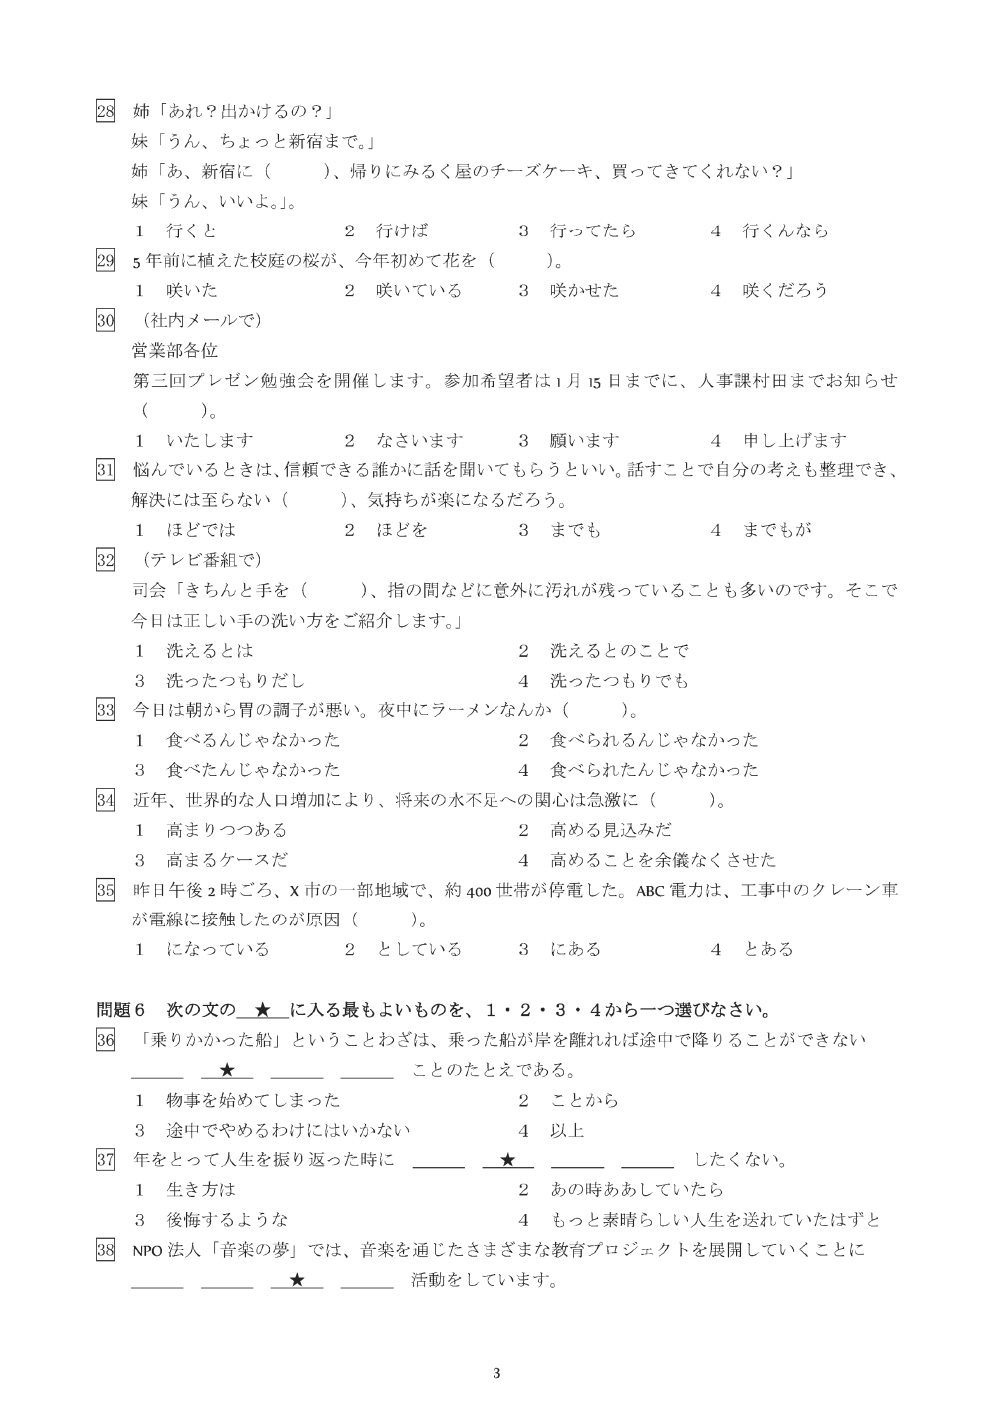 28 姉「あれ？出かけるの？」
妹「うん、ちょっと新宿まで。」
姉「あ、新宿に（　　　）、帰りにみるく屋のチーズケーキ、買ってきてくれない？」
妹「うん、いいよ。」。
1 行くと 2 行けば 3 行ってたら 4 行くんなら
29 5 年前に植えた校庭の桜が、今年初めて花を（　　　）。
1 咲いた 2 咲いている 3 咲かせた 4 咲くだろう
30 （社内メールで）
営業部各位
第三回プレゼン勉強会を開催します。参加希望者は 1 月 15 日までに、人事課村田までお知らせ
（　　　）。
1 いたします 2 なさいます 3 願います 4 申し上げます
31 悩んでいるときは、信頼できる誰かに話を聞いてもらうといい。話すことで自分の考えも整理でき、
解決には至らない（　　　）、気持ちが楽になるだろう。
1 ほどでは 2 ほどを 3 までも 4 までもが
32 （テレビ番組で）
司会「きちんと手を（　　　）、指の間などに意外に汚れが残っていることも多いのです。そこで
今日は正しい手の洗い方をご紹介します。」
1 洗えるとは 2 洗えるとのことで
3 洗ったつもりだし 4 洗ったつもりでも
33 今日は朝から胃の調子が悪い。夜中にラーメンなんか（　　　）。
1 食べるんじゃなかった 2 食べられるんじゃなかった
3 食べたんじゃなかった 4 食べられたんじゃなかった
34 近年、世界的な人口増加により、将来の水不足への関心は急激に（　　　）。
1 高まりつつある 2 高める見込みだ
3 高まるケースだ 4 高めることを余儀なくさせた
35 昨日午後 2 時ごろ、X 市の一部地域で、約 400 世帯が停電した。ABC 電力は、工事中のクレーン車
が電線に接触したのが原因（　　　）。
1 になっている 2 としている 3 にある 4 とある
問題６ 次の文の＿★＿に入る最もよいものを、１・２・３・４から一つ選びなさい。
36 「乗りかかった船」ということわざは、乗った船が岸を離れれば途中で降りることができない
＿＿＿ ＿★＿ ＿＿＿ ＿＿＿ ことのたとえである。
1 物事を始めてしまった 2 ことから
3 途中でやめるわけにはいかない 4 以上
37 年をとって人生を振り返った時に ＿＿＿ ＿★＿ ＿＿＿ ＿＿＿ したくない。
1 生き方は 2 あの時ああしていたら
3 後悔するような 4 もっと素晴らしい人生を送れていたはずと
38 NPO 法人「音楽の夢」では、音楽を通じたさまざまな教育プロジェクトを展開していくことに
＿＿＿ ＿＿＿ ＿★＿ ＿＿＿ 活動をしています。
3